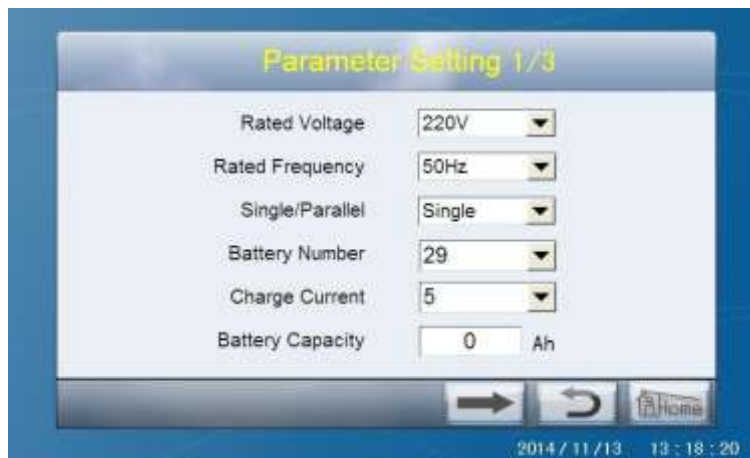 Parameter Setting 1/3
Rated Voltage 220V
Rated Frequency 50Hz
Single/Parallel Single
Battery Number 29
Charge Current 5
Battery Capacity 0 Ah
Home
2014/11/13 13:18:20